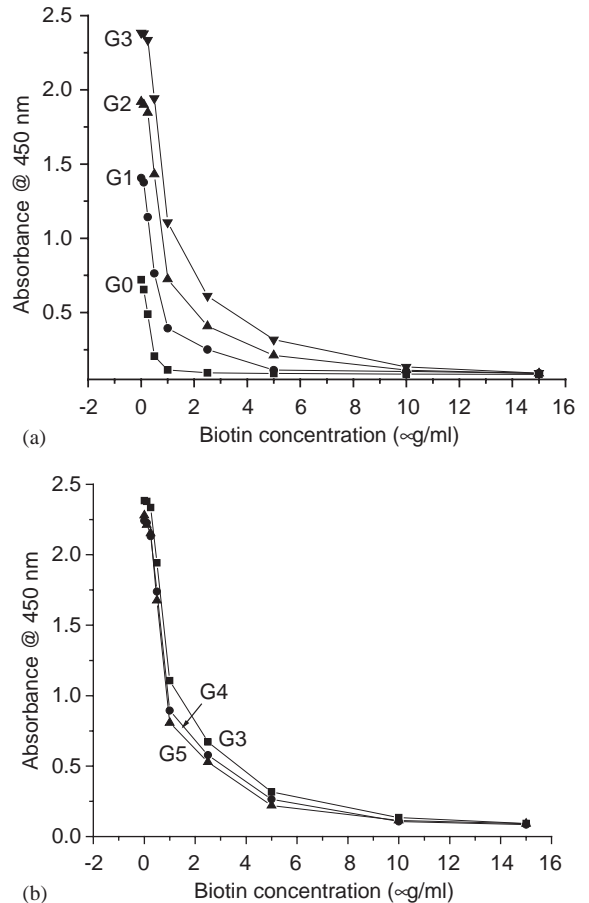 2.5
G3
2.0
G2
1.5
G1
1.0
G0
0.5
Absorbance @ 450 nm
-2 0 2 4 6 8 10 12 14 16
(a) Biotin concentration (∝g/ml)
2.5
2.0
1.5
1.0
0.5
0.0
G4
G3
G5
Absorbance @ 450 nm
-2 0 2 4 6 8 10 12 14 16
(b) Biotin concentration (∝g/ml)